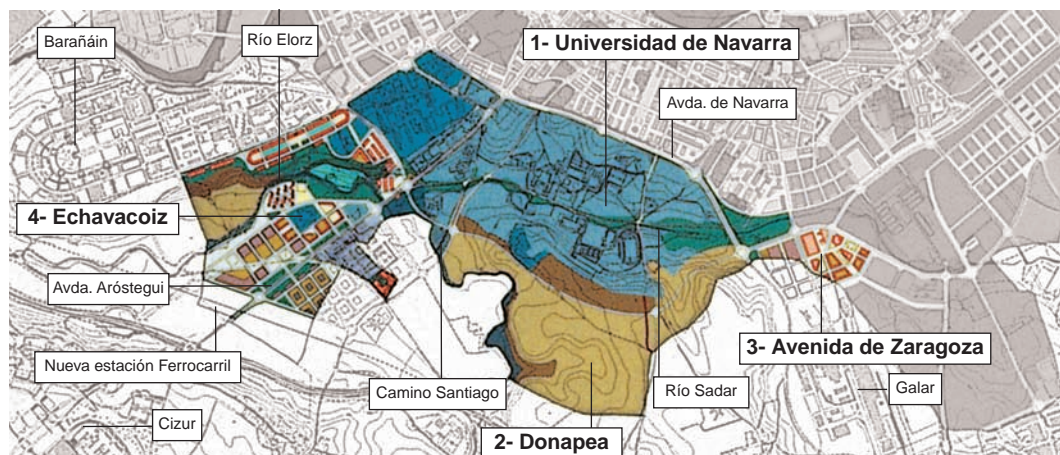 Barañáin
Río Elorz
1- Universidad de Navarra
Avda. de Navarra
4- Echavacoiz
Avda. Aróstegui
Nueva estación Ferrocarril
Camino Santiago
Río Sadar
3- Avenida de Zaragoza
Galar
Cizur
2- Donapea